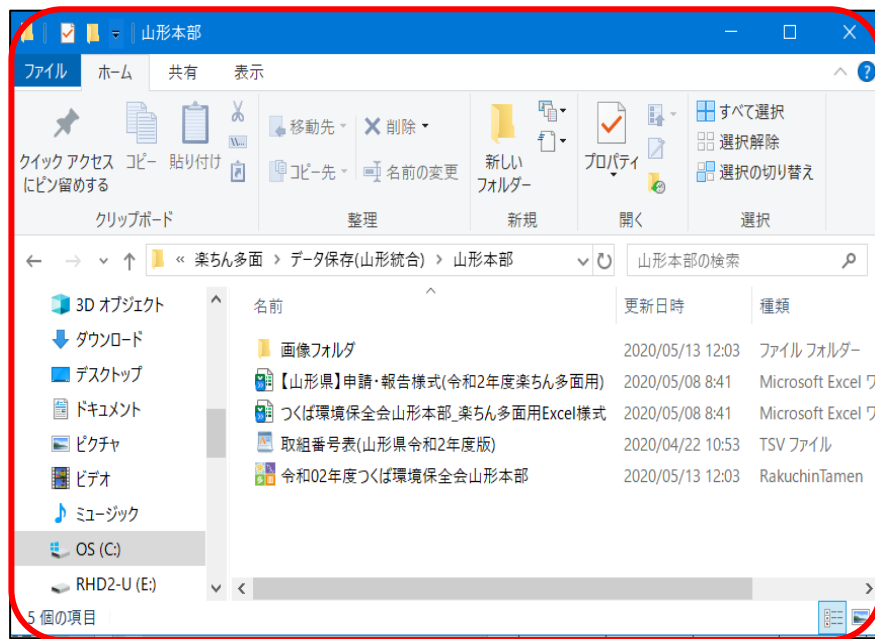 山形本部
ファイル ホーム 共有 表示
クイック アクセス
にピン留めする
コピー
貼り付け
クリップボード
移動先
コピー先
削除
名前の変更
整理
新しい
フォルダー
新規
プロパティ
開く
すべて選択
選択解除
選択の切り替え
選択
« 楽ちん多面 › データ保存(山形統合) › 山形本部
山形本部の検索
3D オブジェクト
ダウンロード
デスクトップ
ドキュメント
ピクチャ
ビデオ
ミュージック
OS (C:)
RHD2-U (E:)
名前 更新日時 種類
画像フォルダ 2020/05/13 12:03 ファイル フォルダー
【山形県】申請・報告様式(令和2年度楽ちん多面用) 2020/05/08 8:41 Microsoft Excel ワ
つくば環境保全会山形本部_楽ちん多面用Excel様式 2020/05/08 8:41 Microsoft Excel ワ
取組番号表(山形県令和2年度版) 2020/04/22 10:53 TSV ファイル
令和02年度つくば環境保全会山形本部 2020/05/13 12:03 RakuchinTamen
5 個の項目